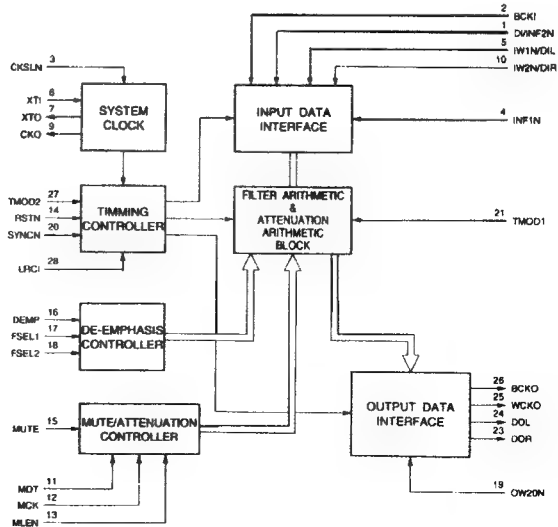 2 BCKI
1 DI/INF2N
5 IW1N/DIL
10 IW2N/DIR
CKSLN 3
XTI 6
XTO 7
CKO 9
SYSTEM
CLOCK
INPUT DATA
INTERFACE
4 INF1N
TMOD2 27
RSTN 14
SYNCN 20
LRCI 28
TIMMING
CONTROLLER
FILTER ARITHMETIC
&
ATTENUATION
ARITHMETIC
BLOCK
21 TMOD1
DEMP 16
FSEL1 17
FSEL2 18
DE-EMPHASIS
CONTROLLER
MUTE 15
MUTE/ATTENUATION
CONTROLLER
MDT 11
MCK 12
MLEN 13
OUTPUT DATA
INTERFACE
26 BCKO
25 WCKO
24 DOL
23 DOR
19 OW20N